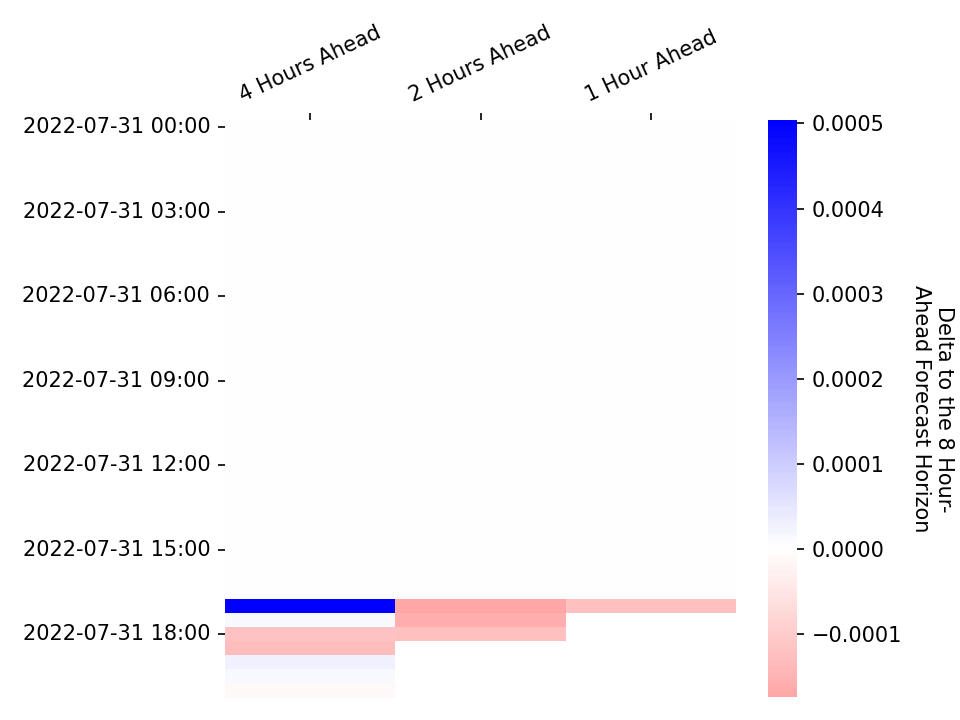 4 Hours Ahead
2 Hours Ahead
1 Hour Ahead
2022-07-31 00:00
2022-07-31 03:00
2022-07-31 06:00
2022-07-31 09:00
2022-07-31 12:00
2022-07-31 15:00
2022-07-31 18:00
0.0005
0.0004
0.0003
0.0002
0.0001
0.0000
−0.0001
Delta to the 8 Hour-
Ahead Forecast Horizon